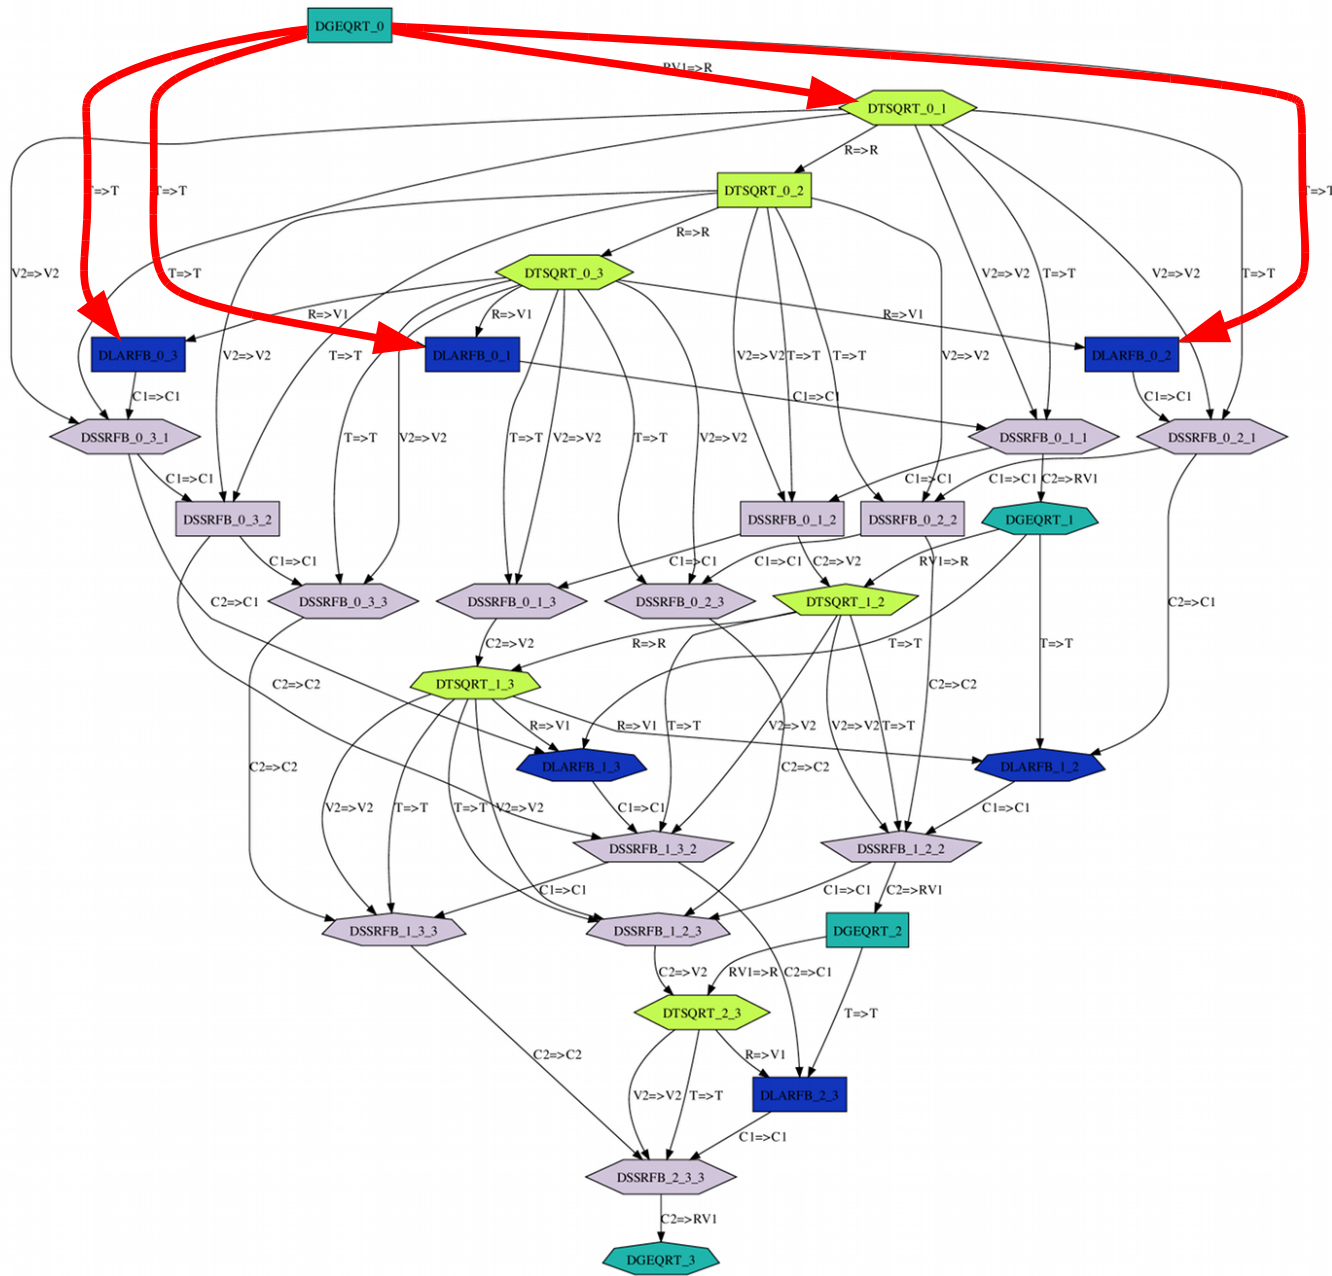 DGEQRT_0
RV1=>R
DTSQRT_0_1
R=>R
T=>T
T=>T
DTSQRT_0_2
T=>T
R=>R
V2=>V2
T=>T
DTSQRT_0_3
V2=>V2
T=>T
V2=>V2
T=>T
R=>V1
R=>V1
R=>V1
DLARFB_0_3
DLARFB_0_1
V2=>V2
T=>T
V2=>V2
T=>T
T=>T
V2=>V2
DLARFB_0_2
C1=>C1
C1=>C1
C1=>C1
DSSRFB_0_3_1
T=>T
V2=>V2
T=>T
V2=>V2
T=>T
V2=>V2
DSSRFB_0_1_1
DSSRFB_0_2_1
C1=>C1
C1=>C1
C1=>C1
C2=>RV1
DSSRFB_0_3_2
DSSRFB_0_1_2
DSSRFB_0_2_2
DGEQRT_1
C1=>C1
C1=>C1
C1=>C1
C2=>V2
RV1=>R
C2=>C1
DSSRFB_0_3_3
DSSRFB_0_1_3
DSSRFB_0_2_3
DTSQRT_1_2
C2=>C1
C2=>V2
R=>R
T=>T
T=>T
DTSQRT_1_3
C2=>C2
C2=>C2
R=>V1
R=>V1
T=>T
V2=>V2
V2=>V2
T=>T
C2=>C2
DLARFB_1_3
C2=>C2
DLARFB_1_2
V2=>V2
T=>T
T=>T
V2=>V2
C1=>C1
C1=>C1
DSSRFB_1_3_2
DSSRFB_1_2_2
C1=>C1
C1=>C1
C2=>RV1
DSSRFB_1_3_3
DSSRFB_1_2_3
DGEQRT_2
C2=>V2
RV1=>R
C2=>C1
DTSQRT_2_3
T=>T
C2=>C2
R=>V1
V2=>V2
T=>T
DLARFB_2_3
C1=>C1
DSSRFB_2_3_3
C2=>RV1
DGEQRT_3